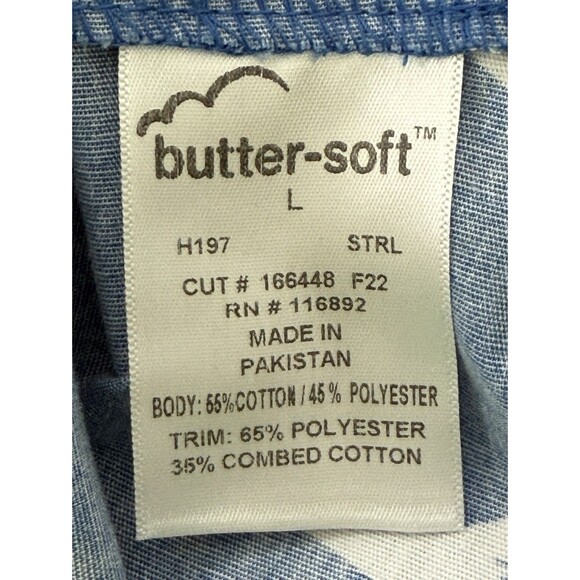 butter-soft™
L
H197 STRL
CUT # 166448 F22
RN # 116892
MADE IN
PAKISTAN
BODY: 55%COTTON/45% POLYESTER
TRIM: 65% POLYESTER
35% COMBED COTTON